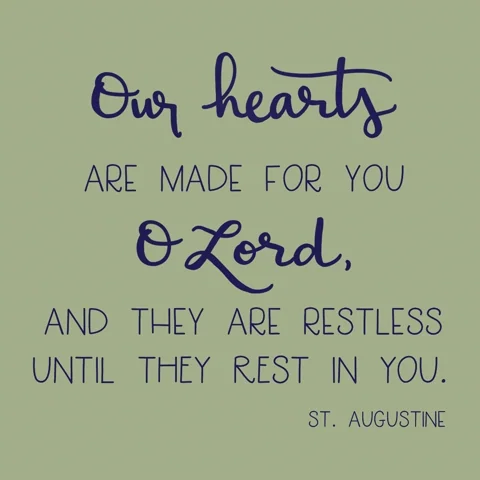 Our hearts
ARE MADE FOR YOU
O Lord,
AND THEY ARE RESTLESS
UNTIL THEY REST IN YOU.
ST. AUGUSTINE